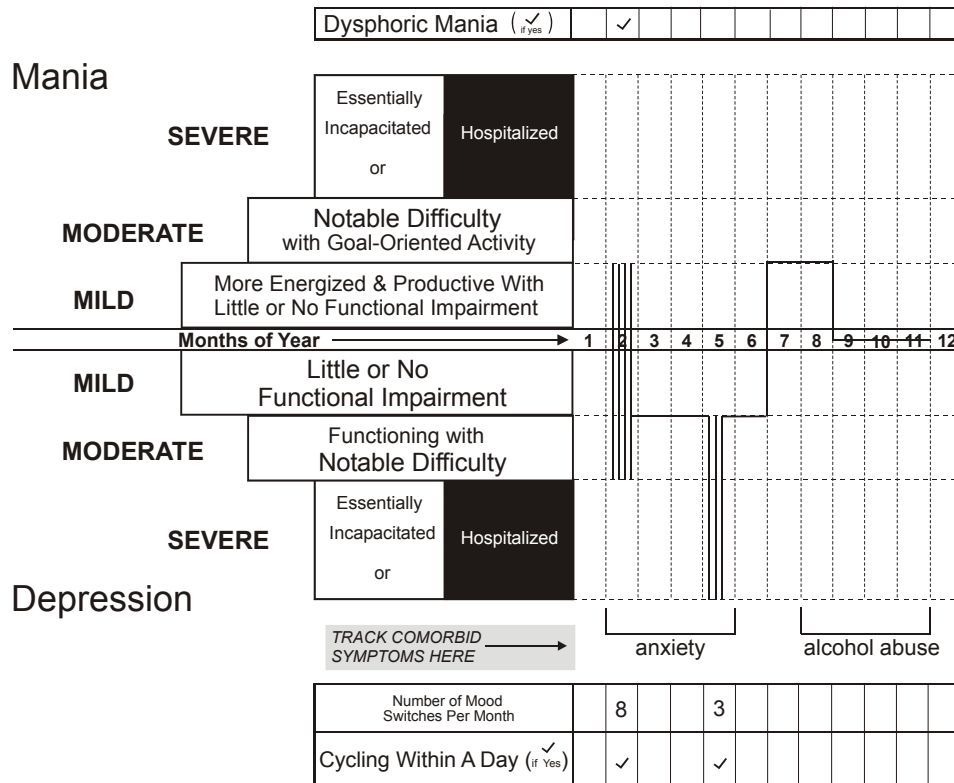 Dysphoric Mania (✓ if yes) ✓
Mania
SEVERE
Essentially
Incapacitated
or
Hospitalized
MODERATE
Notable Difficulty
with Goal-Oriented Activity
MILD
More Energized & Productive With
Little or No Functional Impairment
Months of Year 1 2 3 4 5 6 7 8 9 10 11 12
MILD
Little or No
Functional Impairment
MODERATE
Functioning with
Notable Difficulty
SEVERE
Essentially
Incapacitated
or
Hospitalized
Depression
TRACK COMORBID
SYMPTOMS HERE
anxiety
alcohol abuse
Number of Mood
Switches Per Month
8 3
Cycling Within A Day (✓ if Yes) ✓ ✓